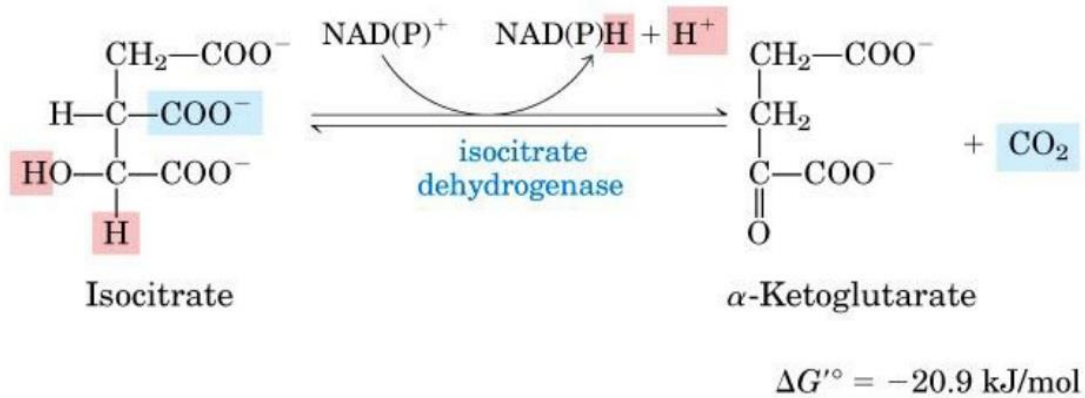 NAD(P)⁺ NAD(P)H + H⁺
CH₂—COO⁻ CH₂—COO⁻
H—C—COO⁻ CH₂
isocitrate
+ CO₂
HO—C—COO⁻ C—COO⁻
dehydrogenase
H O
Isocitrate α-Ketoglutarate
ΔG′° = −20.9 kJ/mol